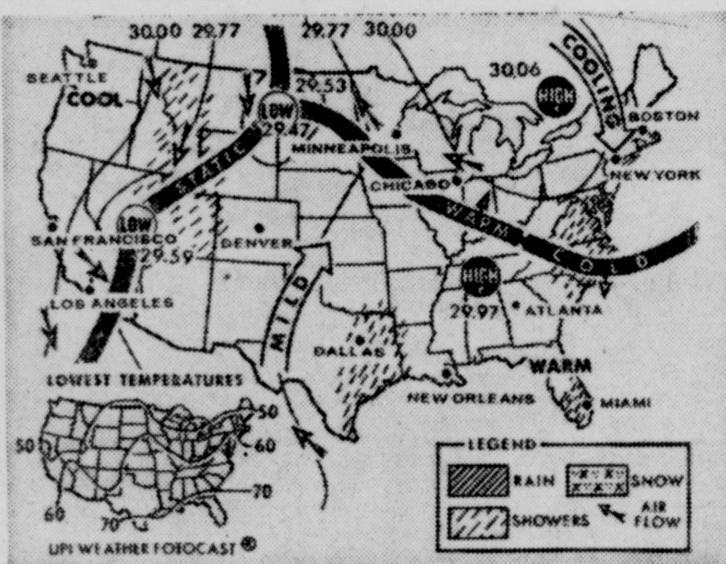 30.00 29.77 29.77 30.00
COOLING
30.06
SEATTLE
COOL
29.53
HIGH
LOW
29.47
BOSTON
MINNEAPOLIS
STATIC
CHICAGO
NEW YORK
WARM
COLD
LOW
SAN FRANCISCO
DENVER
29.59
HIGH
LOS ANGELES
29.97
ATLANTA
MILD
DALLAS
LOWEST TEMPERATURES
WARM
NEW ORLEANS
MIAMI
50
50
60
70
60
70
LEGEND
RAIN
SNOW
SHOWERS
AIR
FLOW
UPI WEATHER FOTOCAST ®